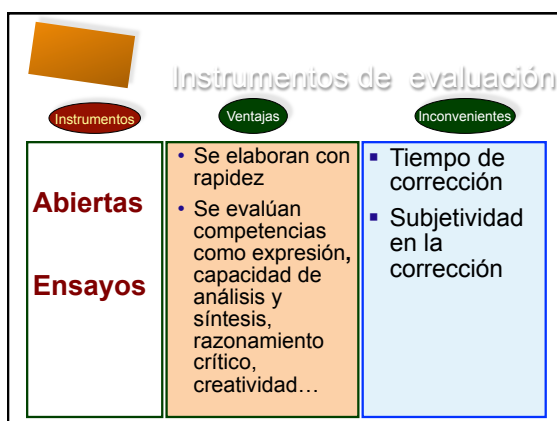 Instrumentos de evaluación
Instrumentos
Ventajas
Inconvenientes
Abiertas
Ensayos
• Se elaboran con
rapidez
• Se evalúan
competencias
como expresión,
capacidad de
análisis y
síntesis,
razonamiento
crítico,
creatividad…
▪ Tiempo de
corrección
▪ Subjetividad
en la
corrección